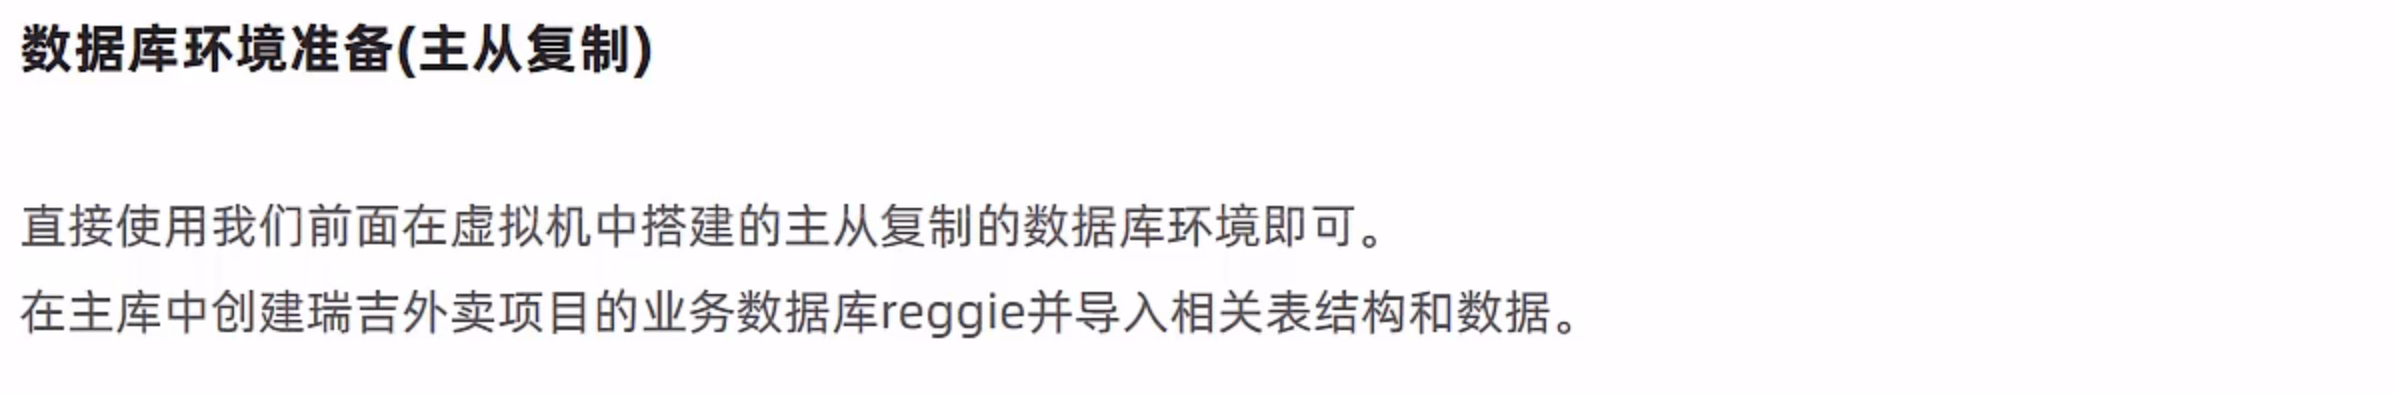 数据库环境准备(主从复制)
直接使用我们前面在虚拟机中搭建的主从复制的数据库环境即可。
在主库中创建瑞吉外卖项目的业务数据库reggie并导入相关表结构和数据。